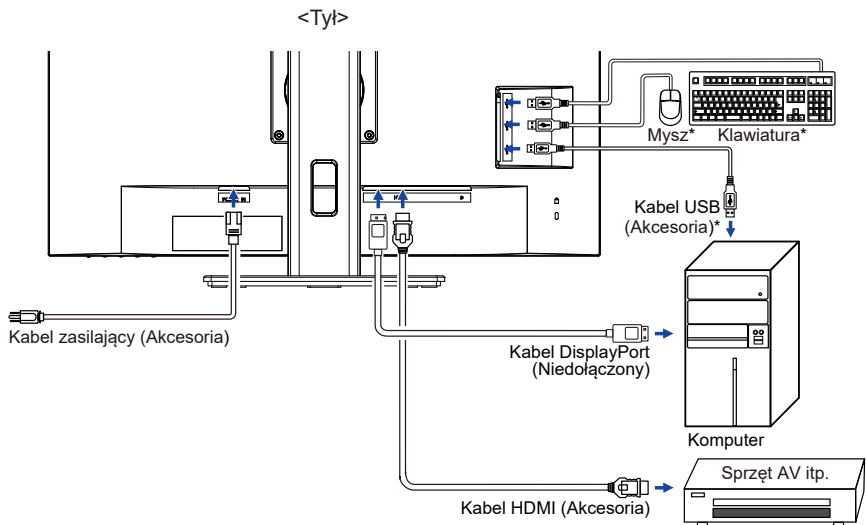 <Tył>
Mysz*
Klawiatura*
Kabel USB
(Akcesoria)*
Kabel zasilający (Akcesoria)
Kabel DisplayPort
(Niedołączony)
Komputer
Sprzęt AV itp.
Kabel HDMI (Akcesoria)